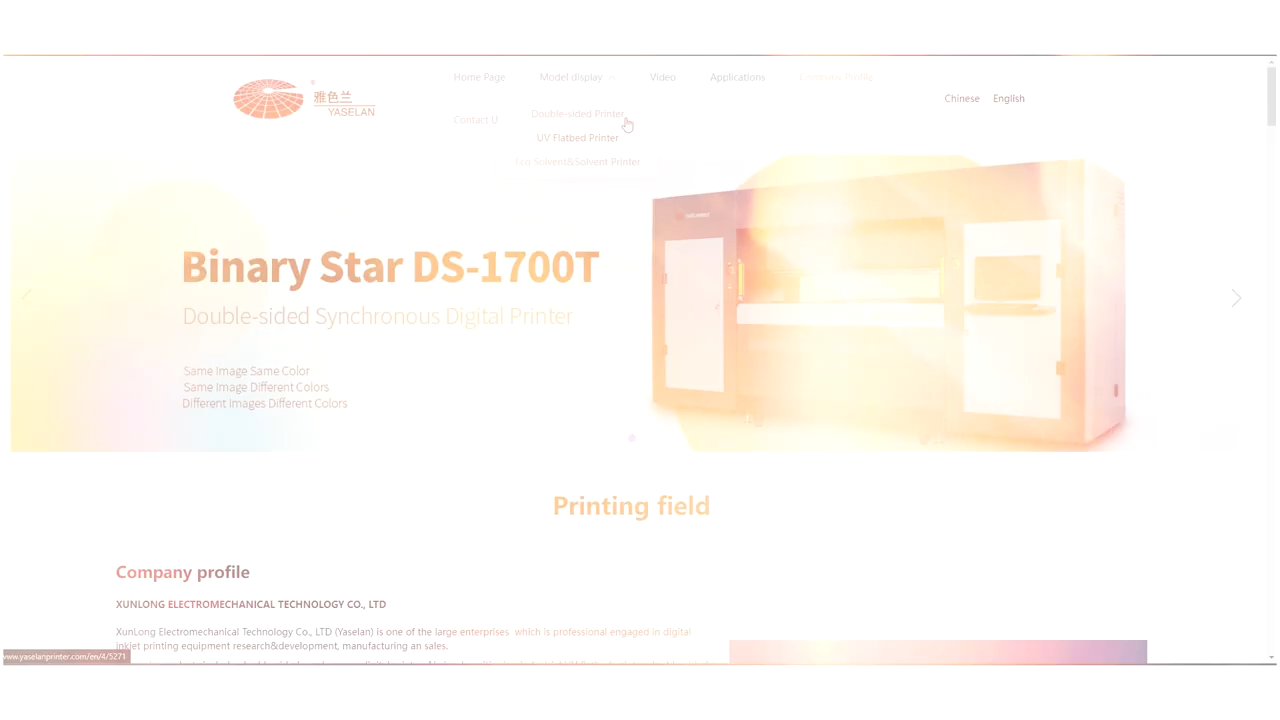 Home Page
Model display
Video
Applications
Company Profile
雅色兰
YASELAN
®
Chinese
English
Contact U
Double-sided Printer
UV Flatbed Printer
Eco Solvent&Solvent Printer
Binary Star DS-1700T
Double-sided Synchronous Digital Printer
Same Image Same Color
Same Image Different Colors
Different Images Different Colors
Printing field
Company profile
XUNLONG ELECTROMECHANICAL TECHNOLOGY CO., LTD
XunLong Electromechanical Technology Co., LTD (Yaselan) is one of the large enterprises which is professional engaged in digital
inkjet printing equipment research&development, manufacturing an sales.
www.yaselanprinter.com/en/4/5271